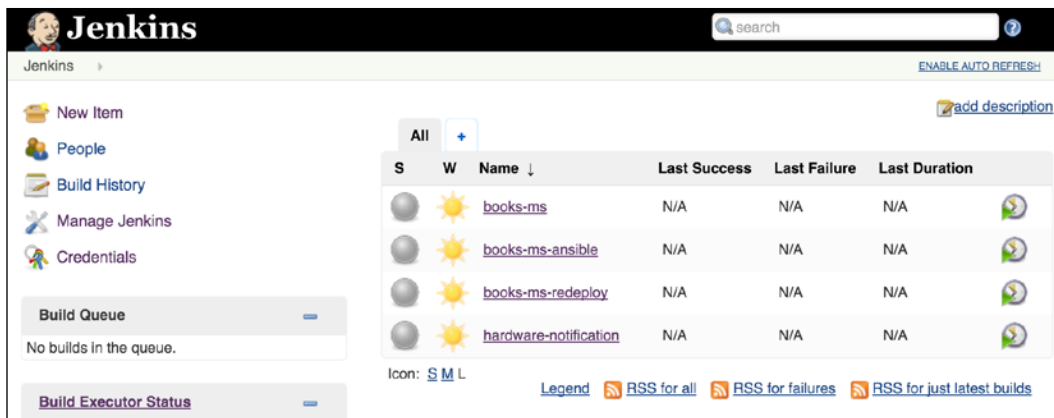 Jenkins
search
Jenkins
ENABLE AUTO REFRESH
New Item
People
Build History
Manage Jenkins
Credentials
Build Queue
No builds in the queue.
Build Executor Status
add description
All +
S W Name ↓ Last Success Last Failure Last Duration
books-ms N/A N/A N/A
books-ms-ansible N/A N/A N/A
books-ms-redeploy N/A N/A N/A
hardware-notification N/A N/A N/A
Icon: S M L
Legend RSS for all RSS for failures RSS for just latest builds